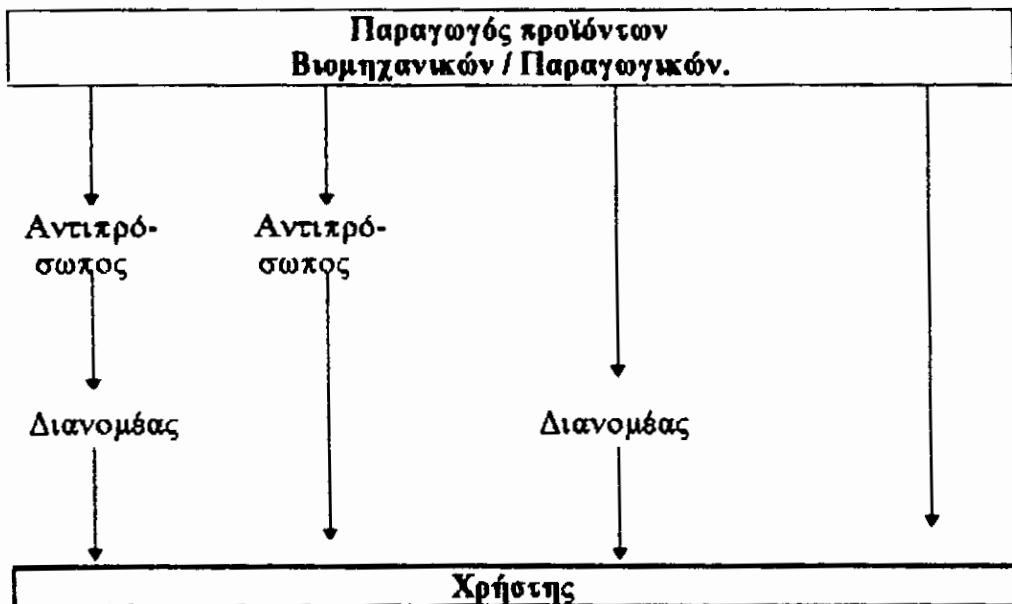 Παραγωγός προϊόντων
Βιομηχανικών / Παραγωγικών.
Αντιπρό-
σωπος
Αντιπρό-
σωπος
Διανομέας
Διανομέας
Χρήστης